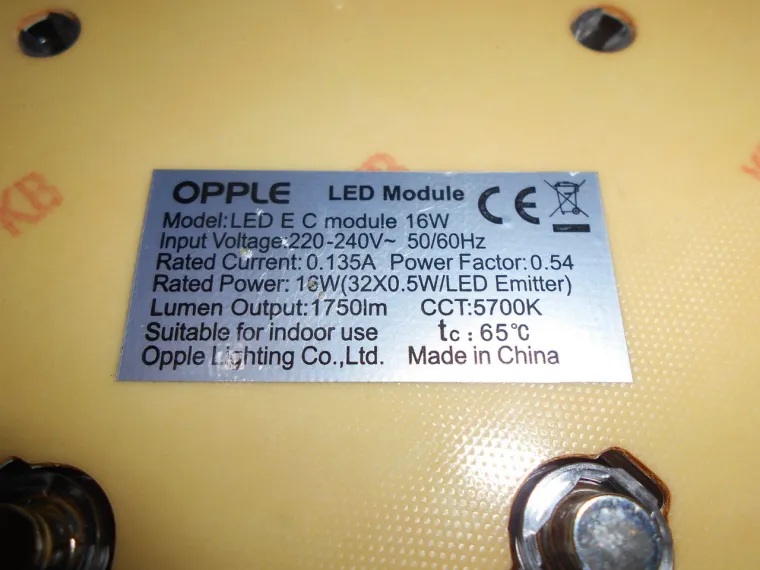 OPPLE LED Module CE
Model:LED E C module 16W
Input Voltage:220-240V~ 50/60Hz
Rated Current:0.135A Power Factor:0.54
Rated Power: 16W(32X0.5W/LED Emitter)
Lumen Output:1750lm CCT:5700K
Suitable for indoor use tc : 65℃
Opple Lighting Co.,Ltd. Made in China
KB